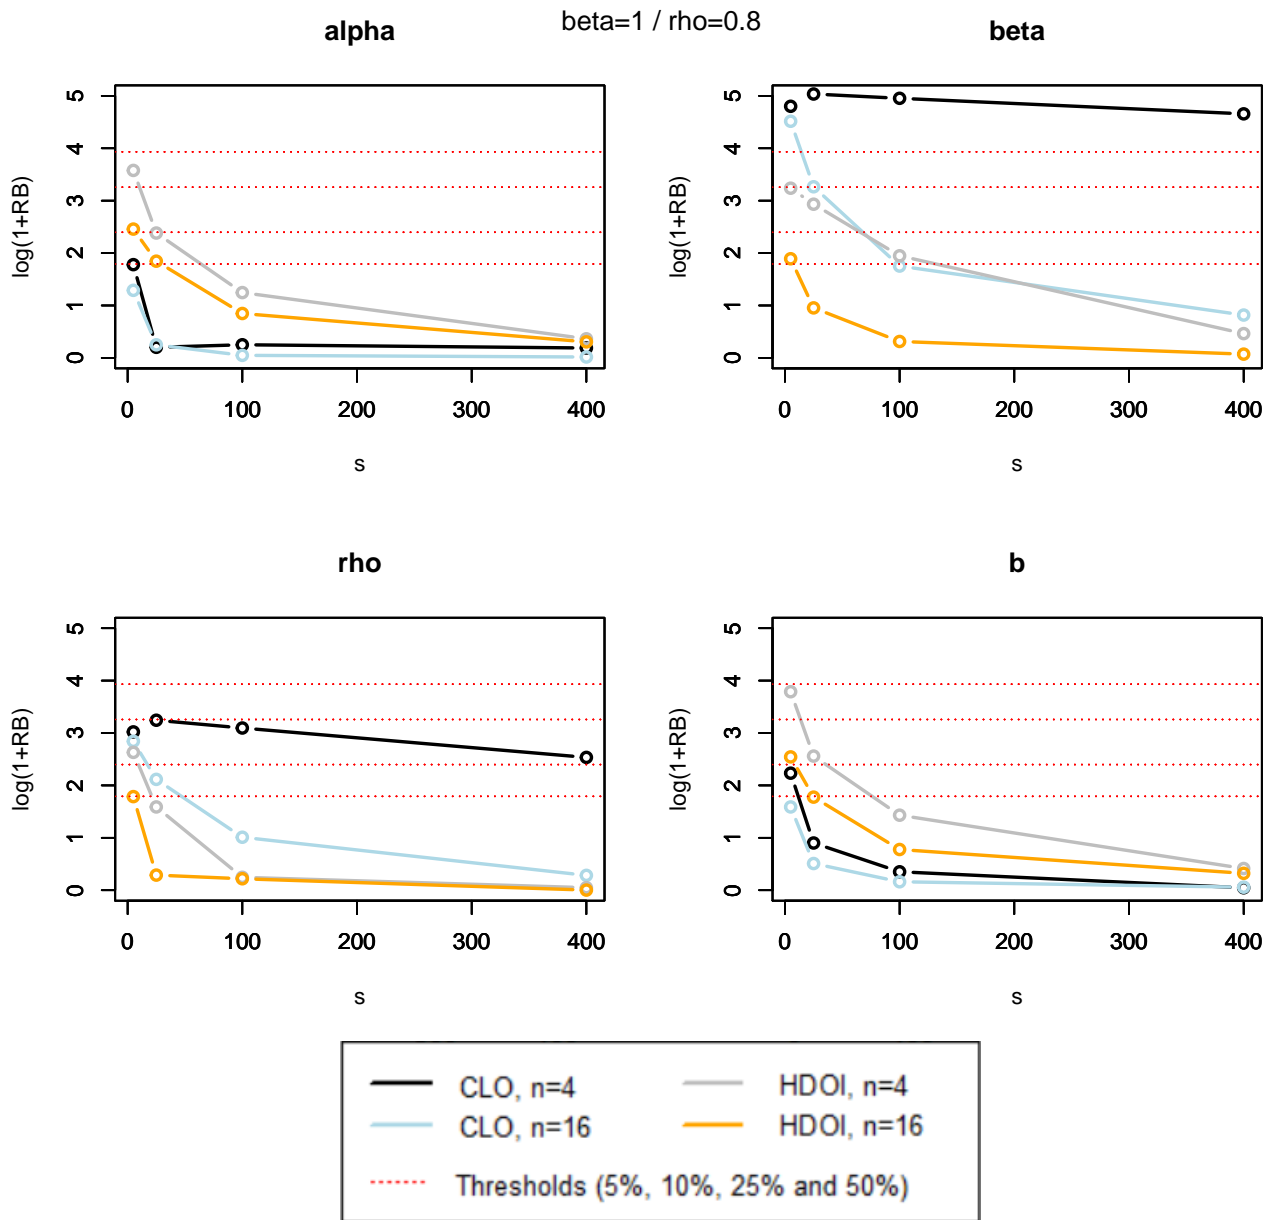 beta=1 / rho=0.8
alpha
log(1+RB)
0 1 2 3 4 5
0 100 200 300 400
s
beta
log(1+RB)
0 1 2 3 4 5
0 100 200 300 400
s
rho
log(1+RB)
0 1 2 3 4 5
0 100 200 300 400
s
b
log(1+RB)
0 1 2 3 4 5
0 100 200 300 400
s
CLO, n=4 HDOI, n=4
CLO, n=16 HDOI, n=16
Thresholds (5%, 10%, 25% and 50%)